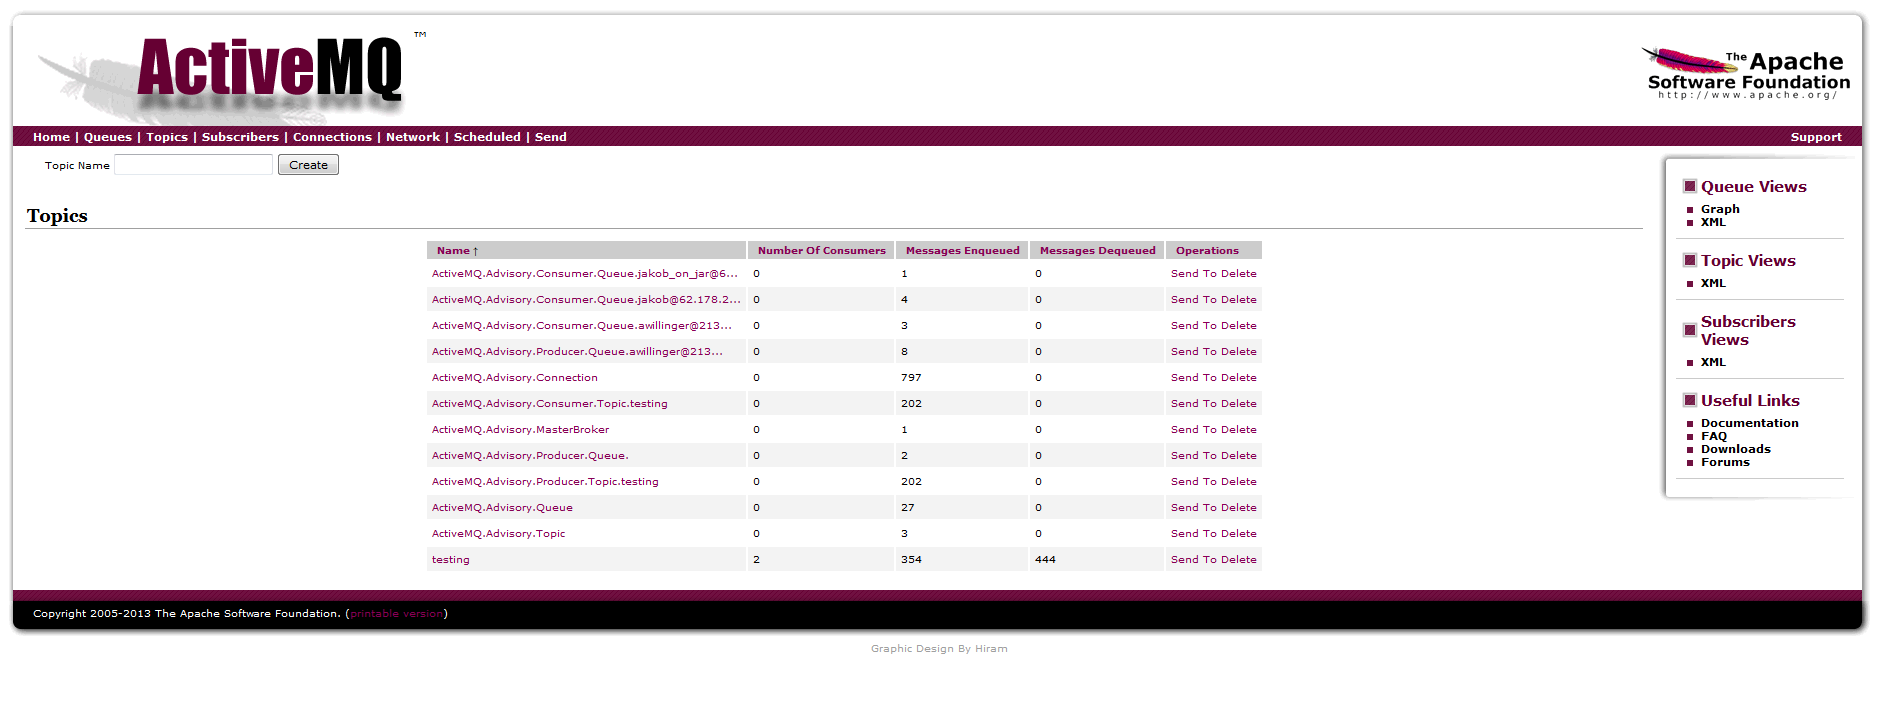 ActiveMQ ™
The Apache
Software Foundation
http://www.apache.org/
Home | Queues | Topics | Subscribers | Connections | Network | Scheduled | Send Support
Topic Name Create
Topics
Name ↑ Number Of Consumers Messages Enqueued Messages Dequeued Operations
ActiveMQ.Advisory.Consumer.Queue.jakob_on_jar@6... 0 1 0 Send To Delete
ActiveMQ.Advisory.Consumer.Queue.jakob@62.178.2... 0 4 0 Send To Delete
ActiveMQ.Advisory.Consumer.Queue.awillinger@213... 0 3 0 Send To Delete
ActiveMQ.Advisory.Producer.Queue.awillinger@213... 0 8 0 Send To Delete
ActiveMQ.Advisory.Connection 0 797 0 Send To Delete
ActiveMQ.Advisory.Consumer.Topic.testing 0 202 0 Send To Delete
ActiveMQ.Advisory.MasterBroker 0 1 0 Send To Delete
ActiveMQ.Advisory.Producer.Queue. 0 2 0 Send To Delete
ActiveMQ.Advisory.Producer.Topic.testing 0 202 0 Send To Delete
ActiveMQ.Advisory.Queue 0 27 0 Send To Delete
ActiveMQ.Advisory.Topic 0 3 0 Send To Delete
testing 2 354 444 Send To Delete
Queue Views
Graph
XML
Topic Views
XML
Subscribers
Views
XML
Useful Links
Documentation
FAQ
Downloads
Forums
Copyright 2005-2013 The Apache Software Foundation. (printable version)
Graphic Design By Hiram